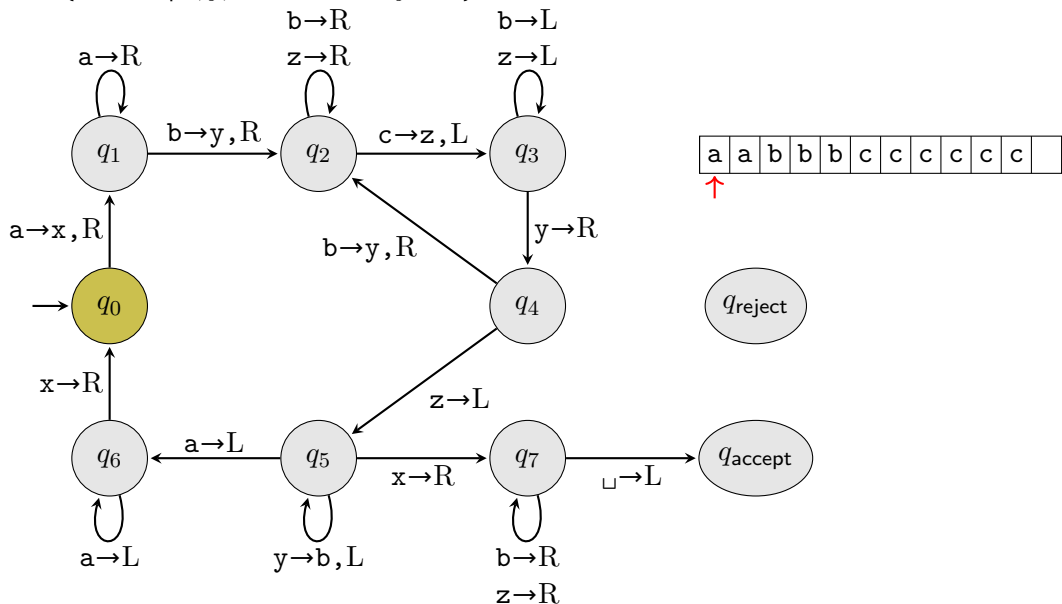 b→R
b→L
a→R
z→R
z→L
q1
b→y,R
q2
c→z,L
q3
a a b b b c c c c c c
↑
a→x,R
b→y,R
y→R
q0
q4
qreject
x→R
z→L
q6
a→L
q5
x→R
q7
␣→L
qaccept
a→L
y→b,L
b→R
z→R